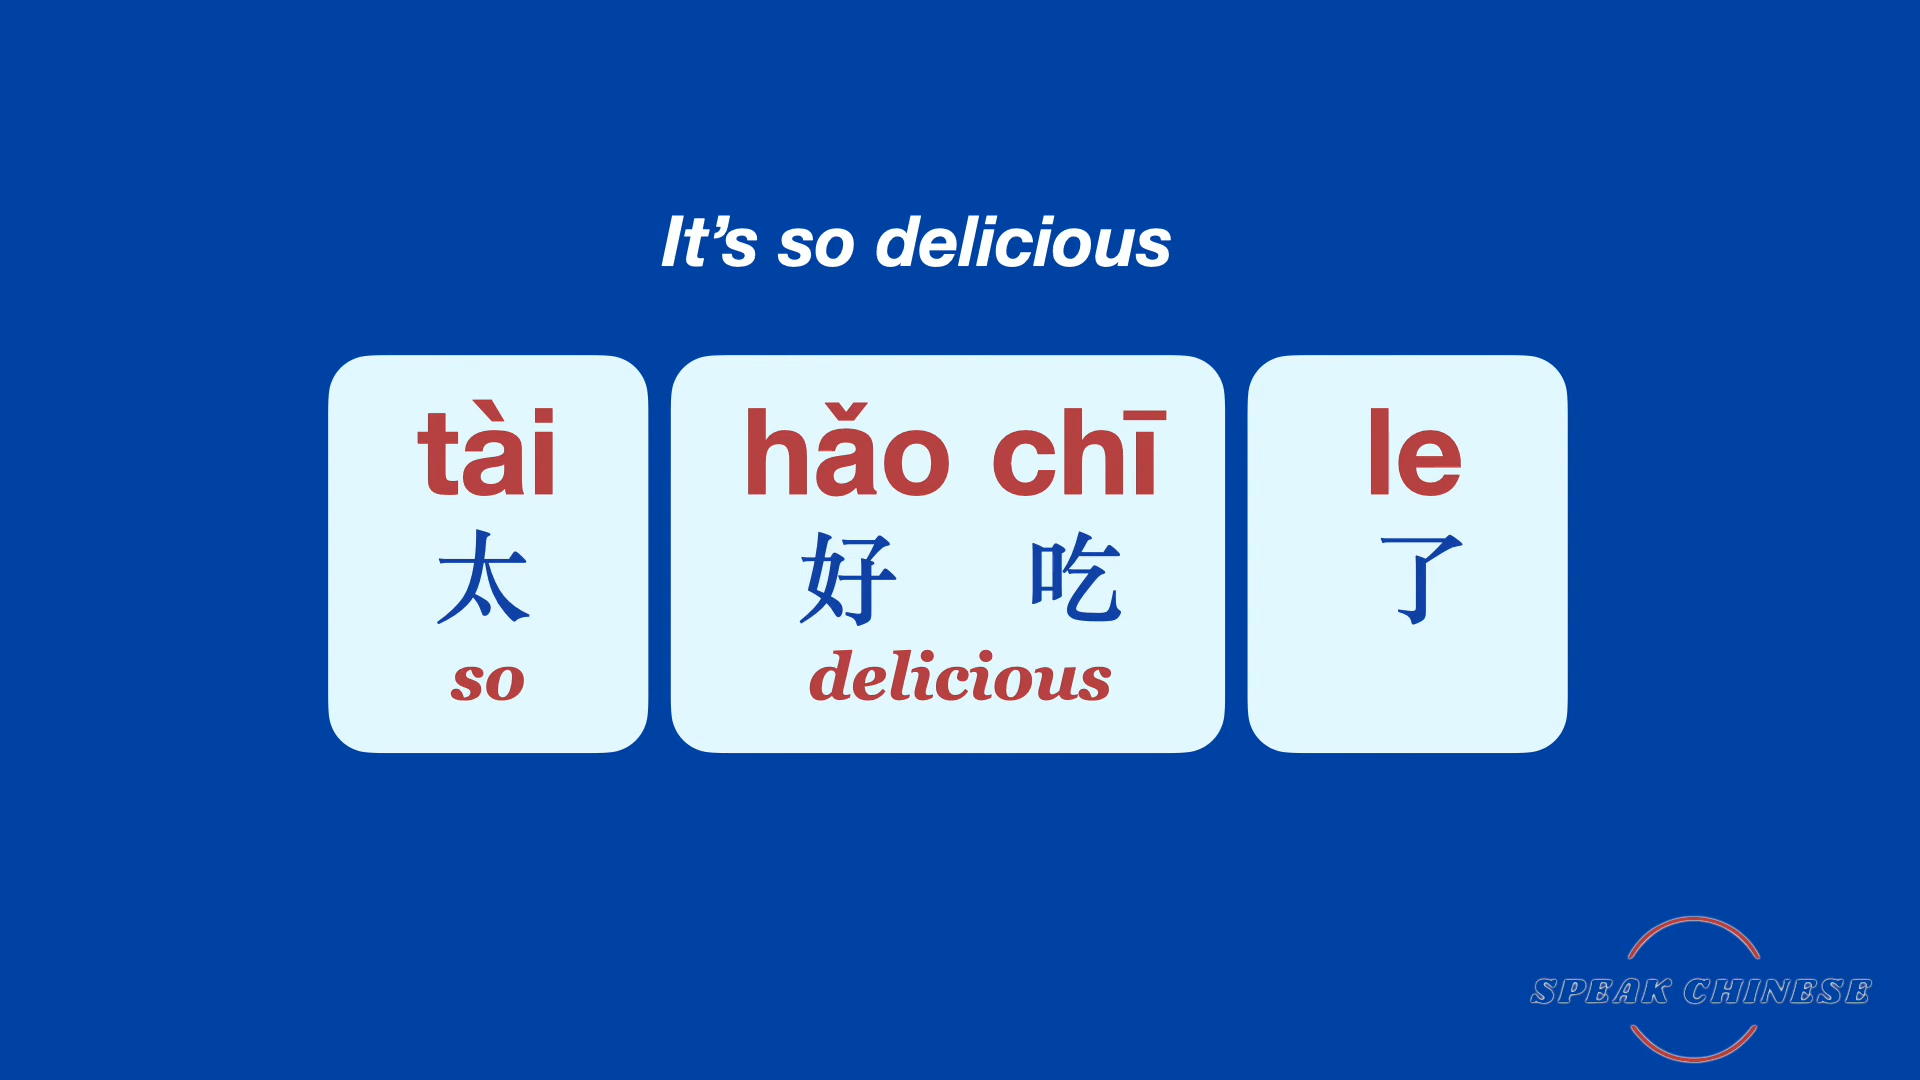 It’s so delicious
tài hǎo chī le
太 好 吃 了
so delicious
SPEAK CHINESE